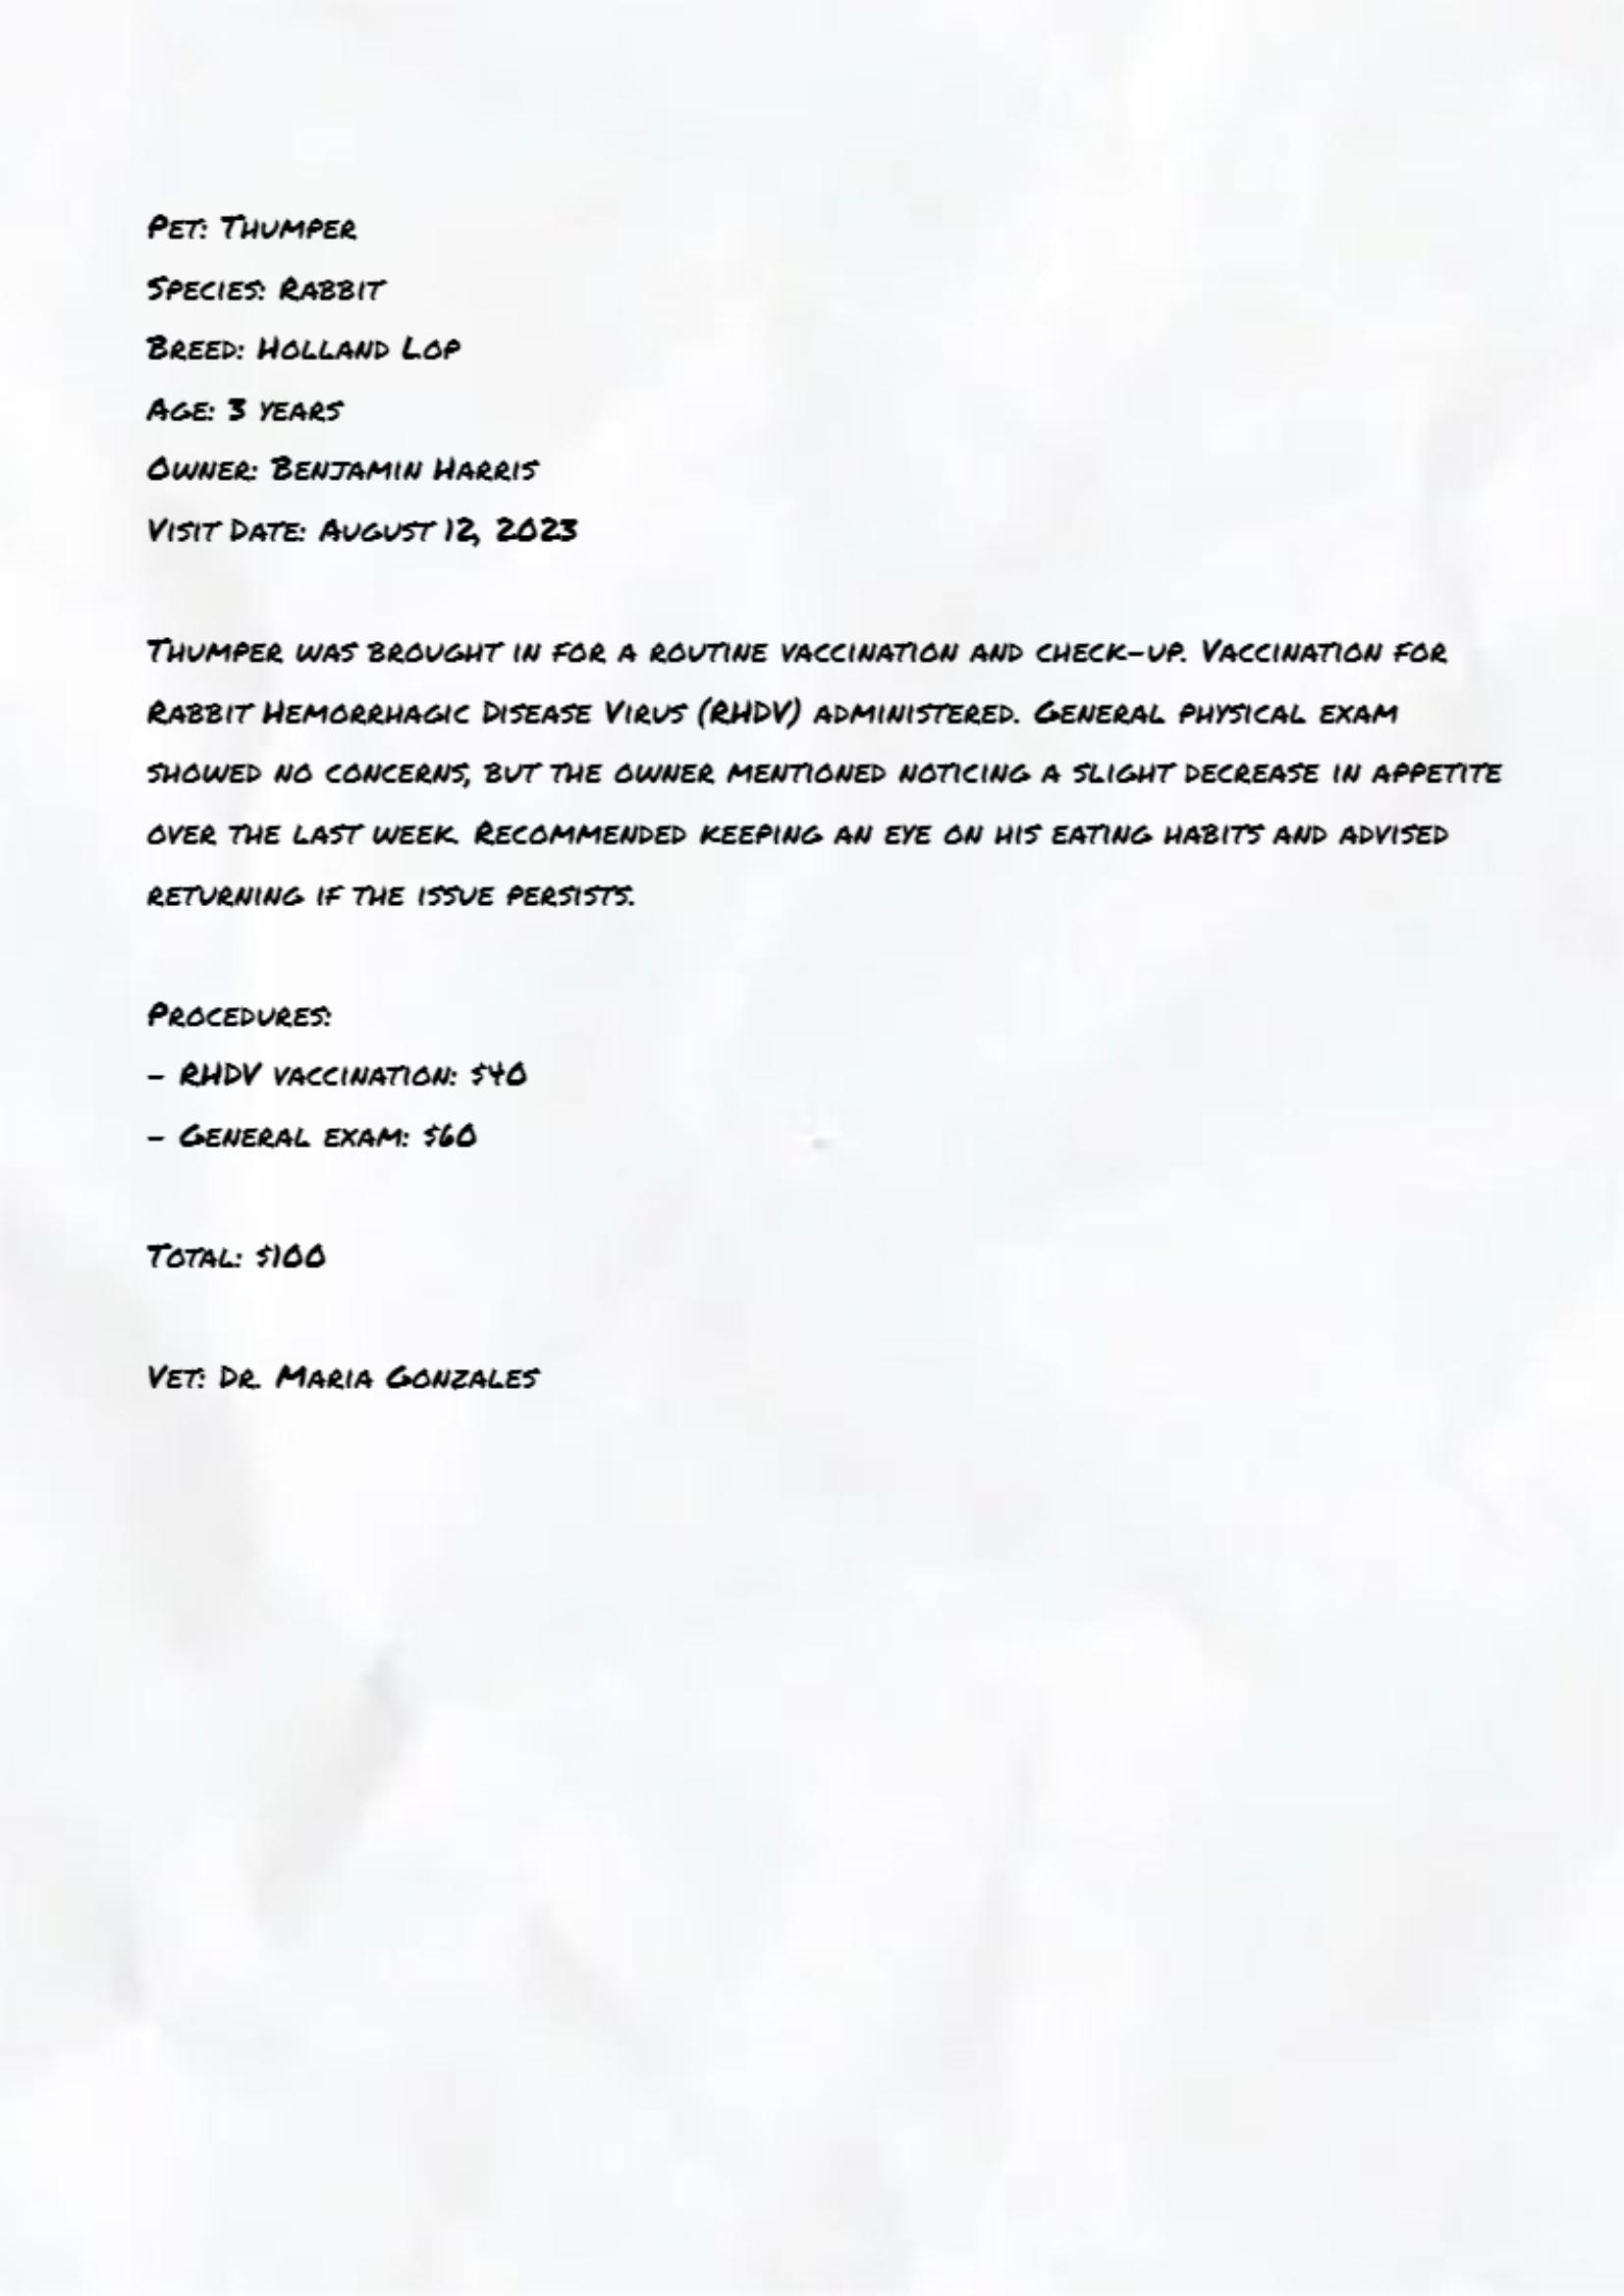 Pet: Thumper
Species: Rabbit
Breed: Holland Lop
Age: 3 years
Owner: Benjamin Harris
Visit Date: August 12, 2023
Thumper was brought in for a routine vaccination and check-up. Vaccination for
Rabbit Hemorrhagic Disease Virus (RHDV) administered. General physical exam
showed no concerns, but the owner mentioned noticing a slight decrease in appetite
over the last week. Recommended keeping an eye on his eating habits and advised
returning if the issue persists.
Procedures:
- RHDV vaccination: $40
- General exam: $60
Total: $100
Vet: Dr. Maria Gonzales